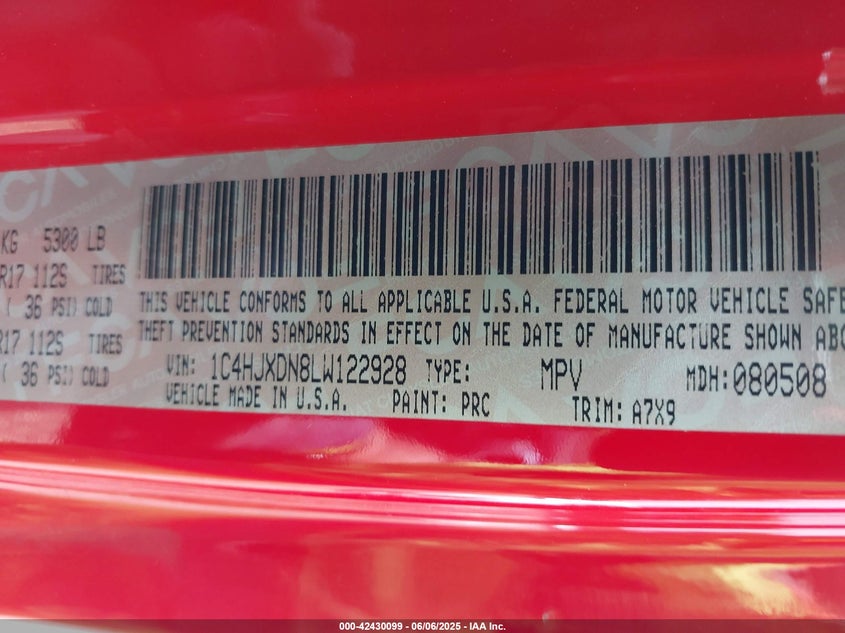 KG 5300 LB
R17 112S TIRES
( 36 PSI) COLD
R17 112S TIRES
( 36 PSI) COLD
THIS VEHICLE CONFORMS TO ALL APPLICABLE U.S.A. FEDERAL MOTOR VEHICLE SAFE
THEFT PREVENTION STANDARDS IN EFFECT ON THE DATE OF MANUFACTURE SHOWN ABO
VIN: 1C4HJXDN8LW122928 TYPE: MPV MDH:080508
VEHICLE MADE IN U.S.A. PAINT: PRC TRIM: A7X9
000-42430099 - 06/06/2025 - IAA Inc.